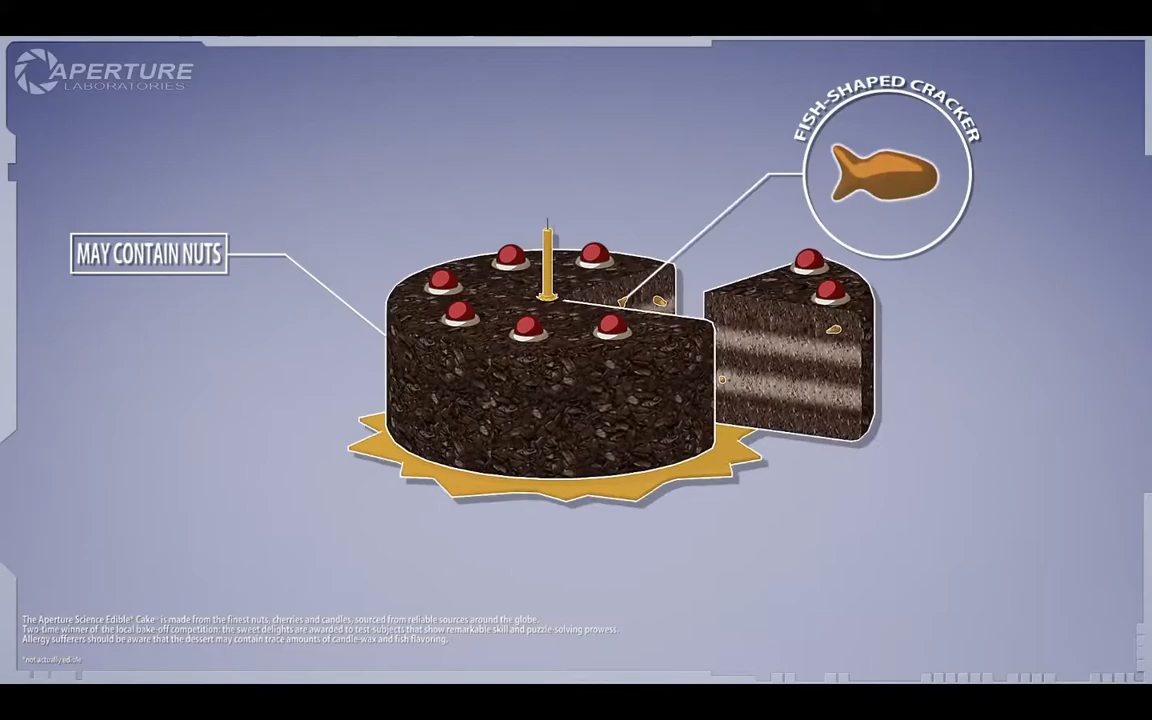 APERTURE
LABORATORIES
FISH-SHAPED CRACKER
MAY CONTAIN NUTS
The Aperture Science Edible* Cake™ is made from the finest nuts, cherries and candles, sourced from reliable sources around the globe.
Two-time winner of the local bake-off competition; the sweet delights are awarded to test-subjects that show remarkable skill and puzzle-solving prowess.
Allergy sufferers should be aware that the dessert may contain trace amounts of candle-wax and fish flavoring.
*not actually edible